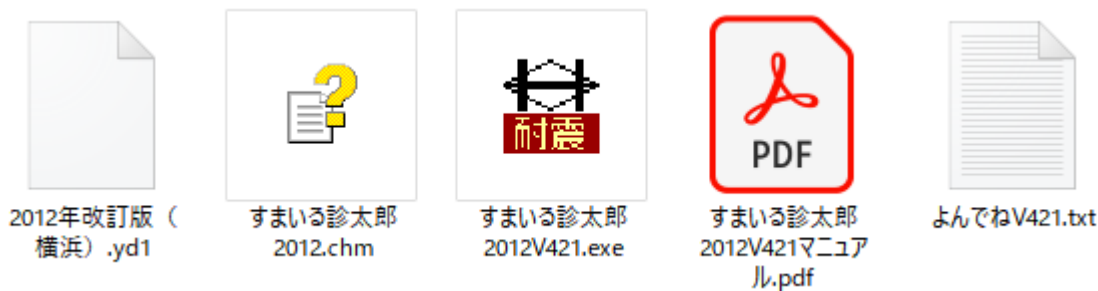 耐震
PDF
2012年改訂版（
横浜）.yd1
すまいる診太郎
2012.chm
すまいる診太郎
2012V421.exe
すまいる診太郎
2012V421マニュア
ル.pdf
よんでねV421.txt